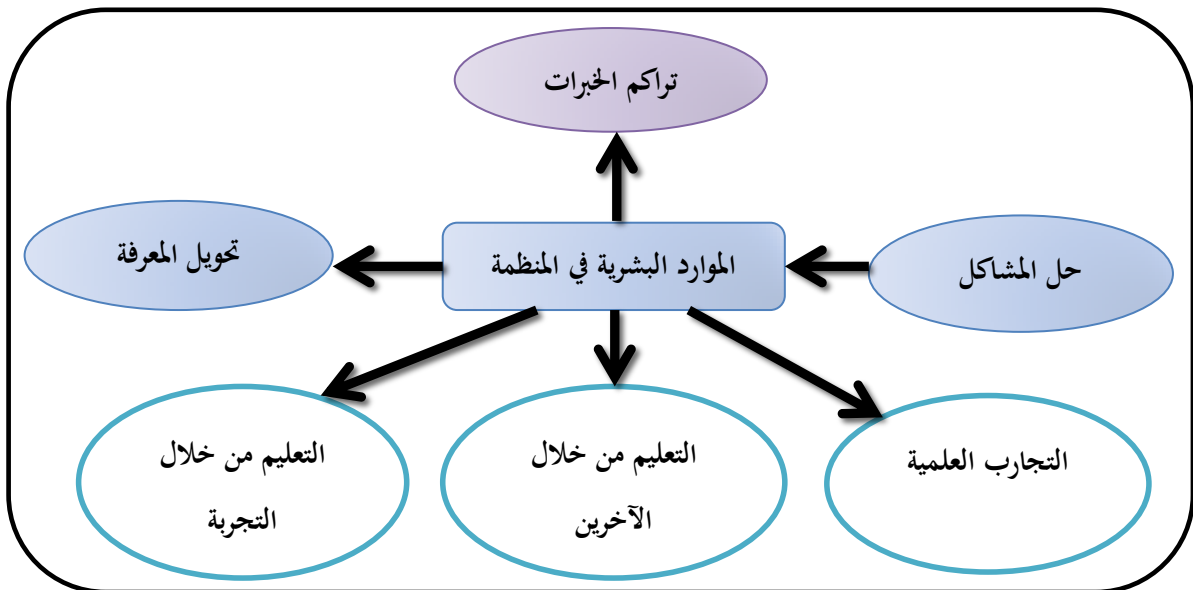 تراكم الخبرات
حل المشاكل
الموارد البشرية في المنظمة
تحويل المعرفة
التجارب العلمية
التعليم من خلال
الآخرين
التعليم من خلال
التجربة